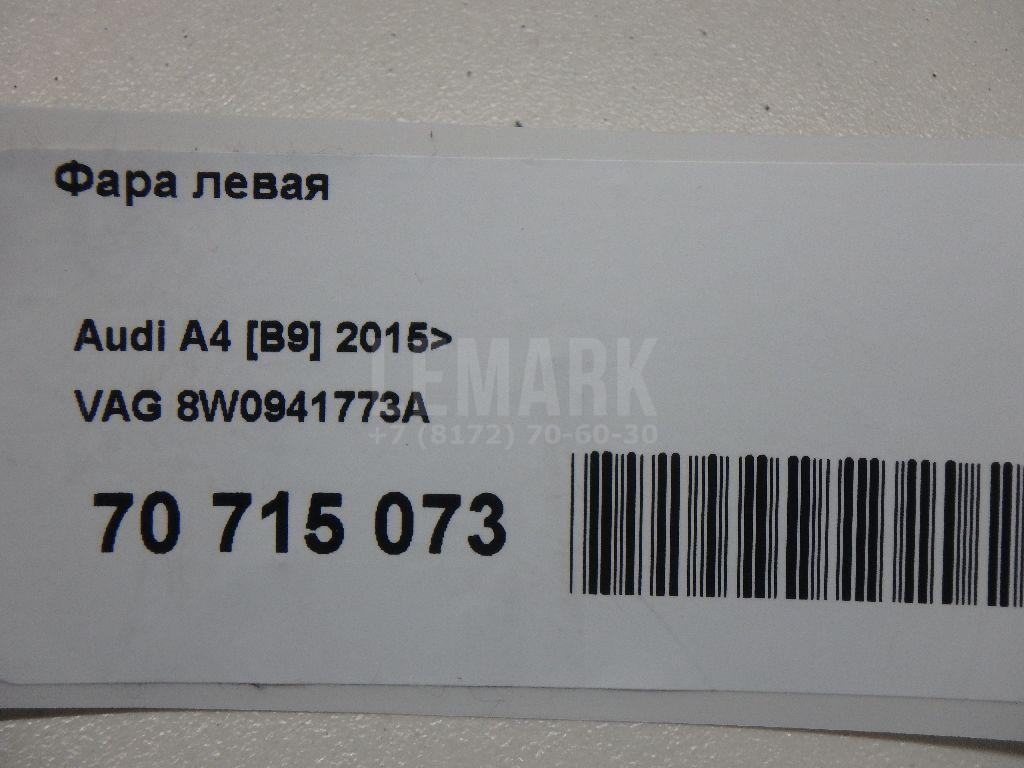 Фара левая
Audi A4 [B9] 2015>
LEMARK
VAG 8W0941773A
+7 (8172) 70-60-30
70 715 073